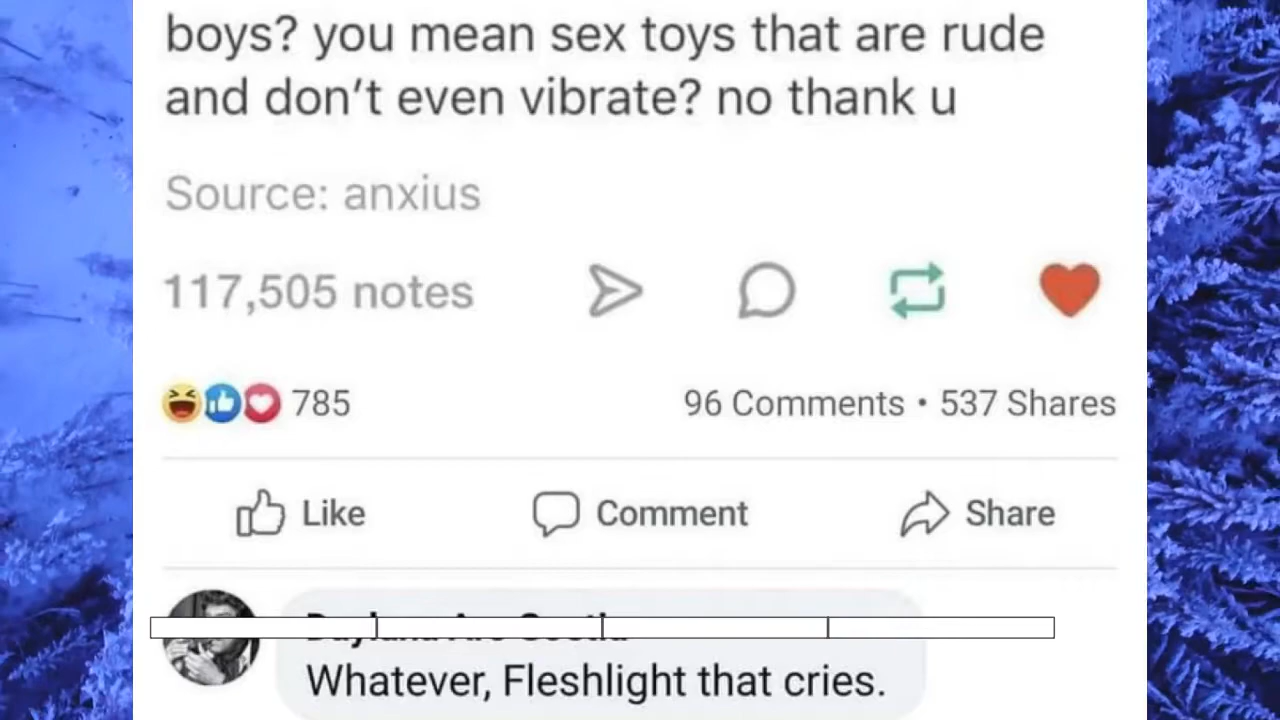 boys? you mean sex toys that are rude
and don't even vibrate? no thank u
Source: anxius
117,505 notes
785
96 Comments • 537 Shares
Like
Comment
Share
Whatever, Fleshlight that cries.